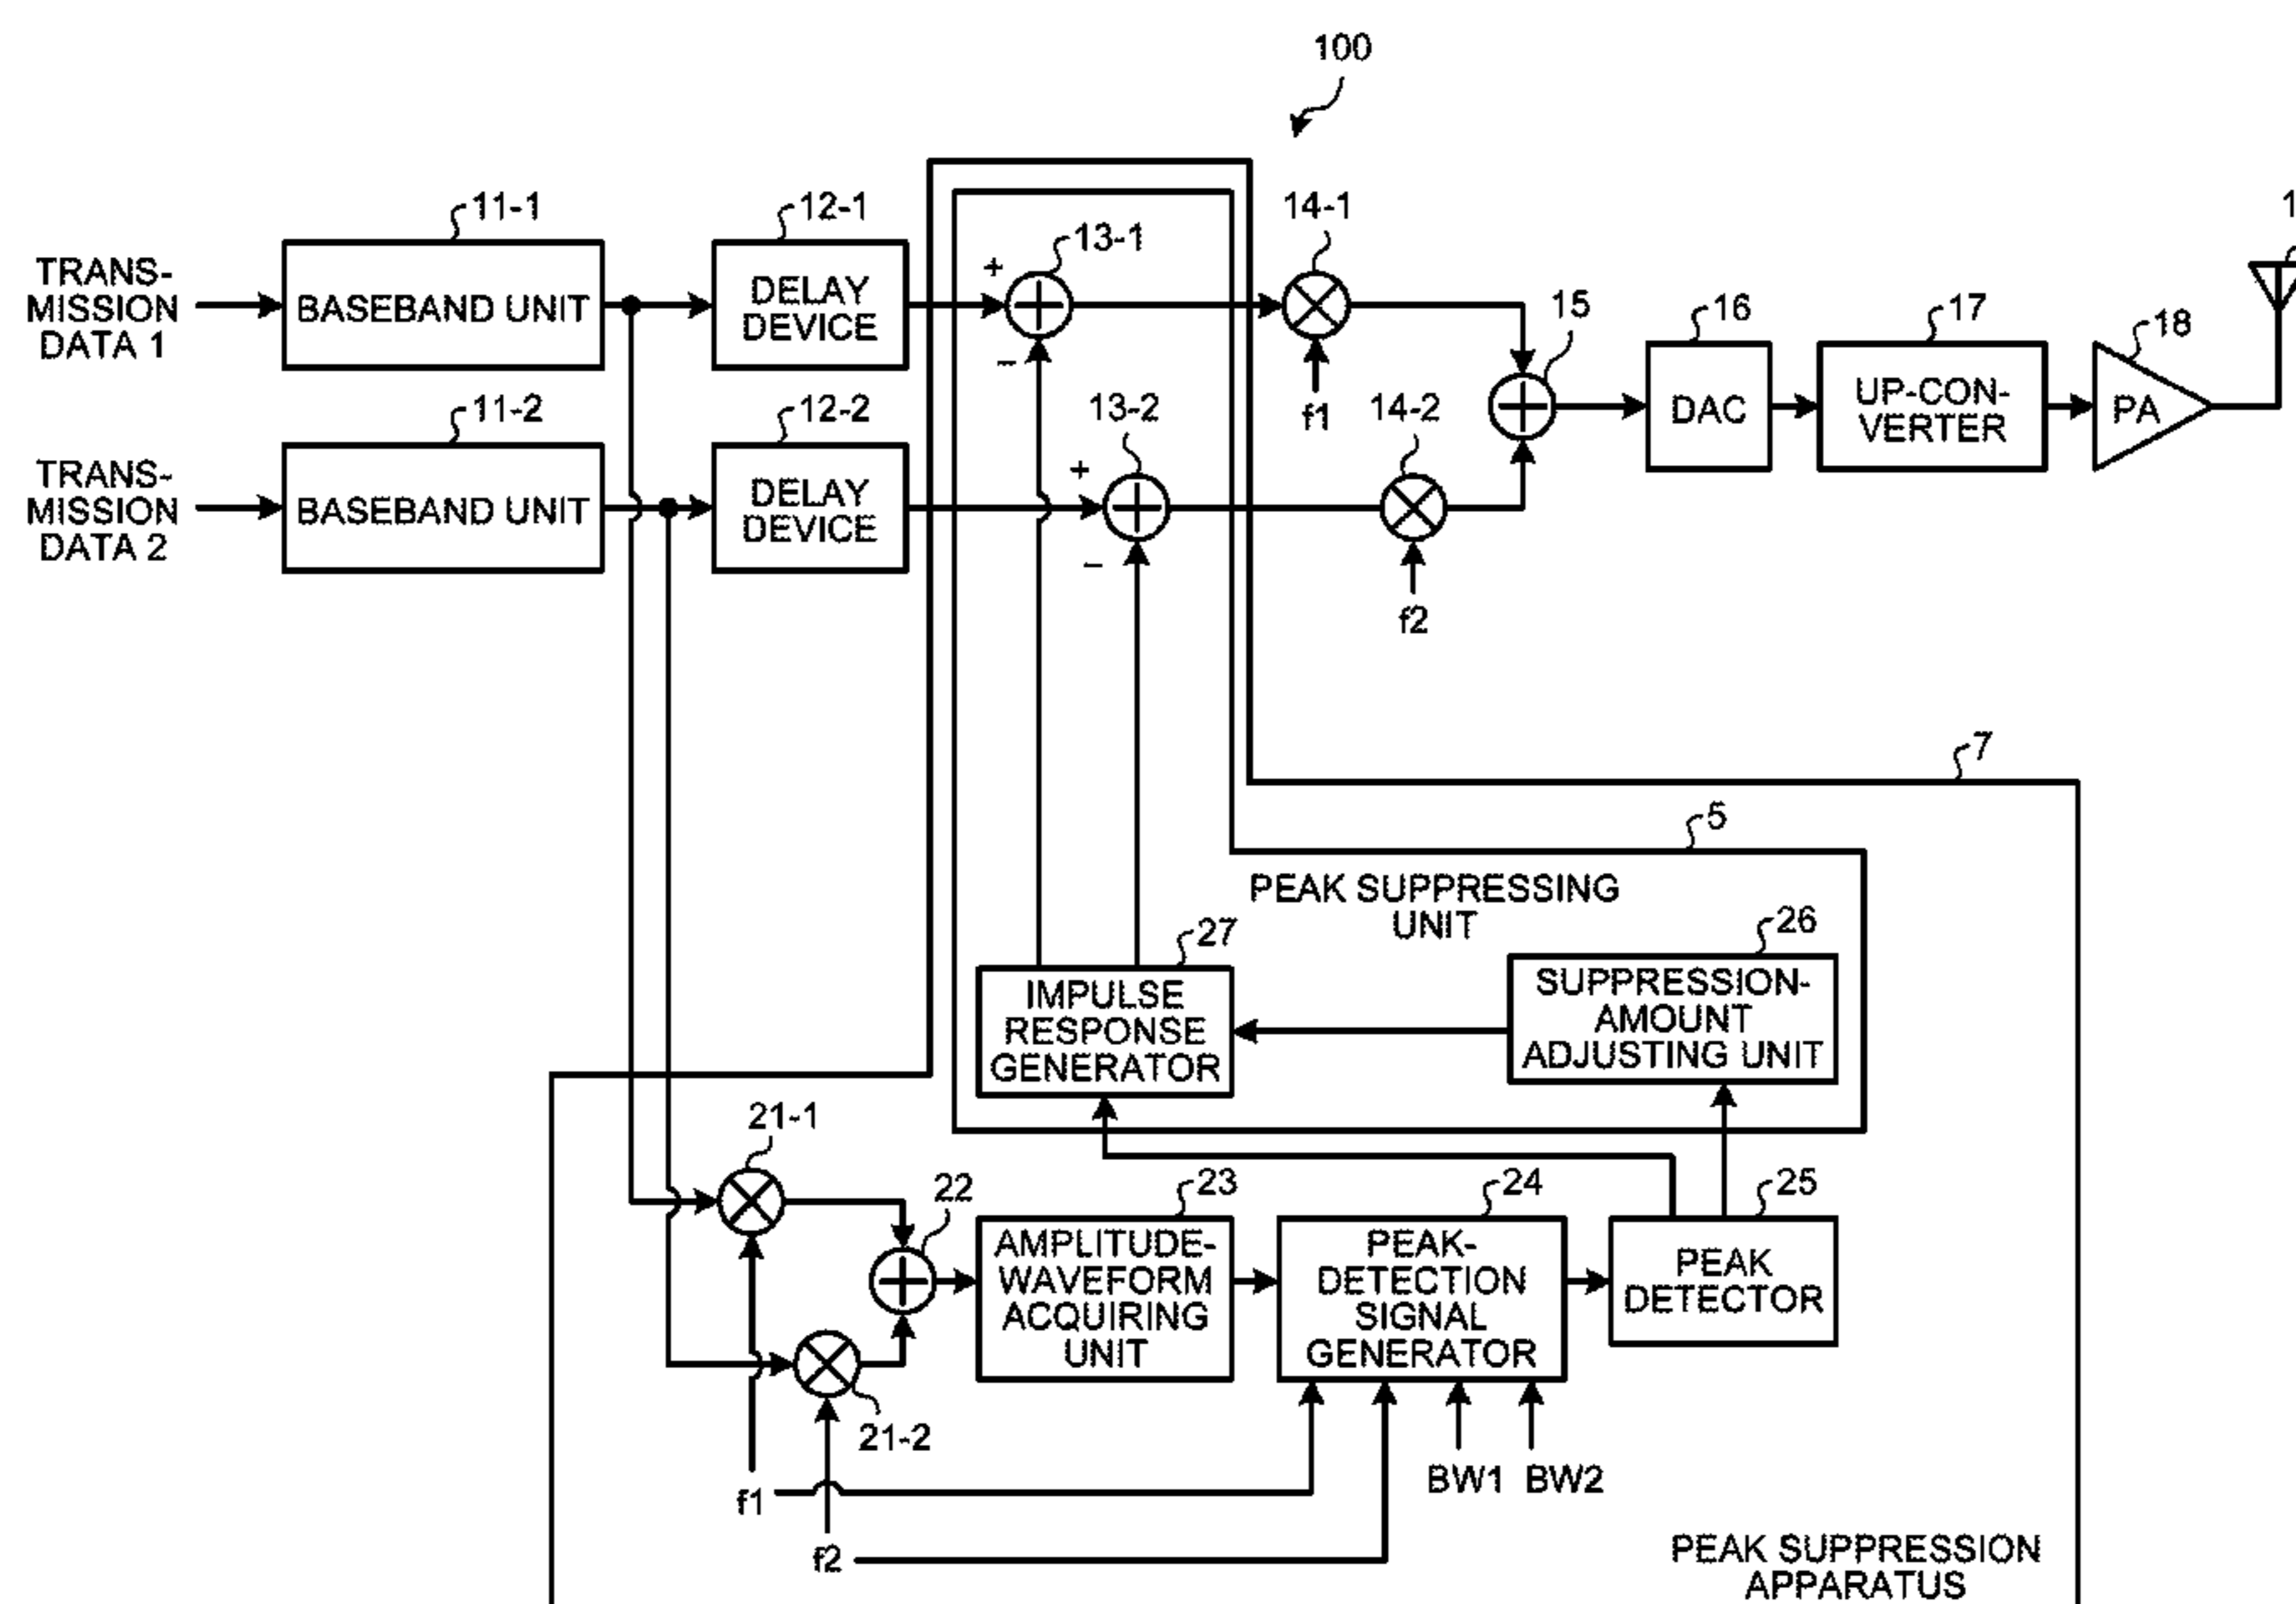 100
11-1
12-1
13-1
14-1
TRANS-
MISSION
DATA 1
BASEBAND UNIT
DELAY
DEVICE
+
−
f1
15
16
17
18
DAC
UP-CON-
VERTER
PA
11-2
12-2
13-2
14-2
TRANS-
MISSION
DATA 2
BASEBAND UNIT
DELAY
DEVICE
+
−
f2
7
5
PEAK SUPPRESSING
UNIT
27
IMPULSE
RESPONSE
GENERATOR
26
SUPPRESSION-
AMOUNT
ADJUSTING UNIT
21-1
22
23
AMPLITUDE-
WAVEFORM
ACQUIRING
UNIT
24
PEAK-
DETECTION
SIGNAL
GENERATOR
25
PEAK
DETECTOR
21-2
BW1 BW2
f1
f2
PEAK SUPPRESSION
APPARATUS